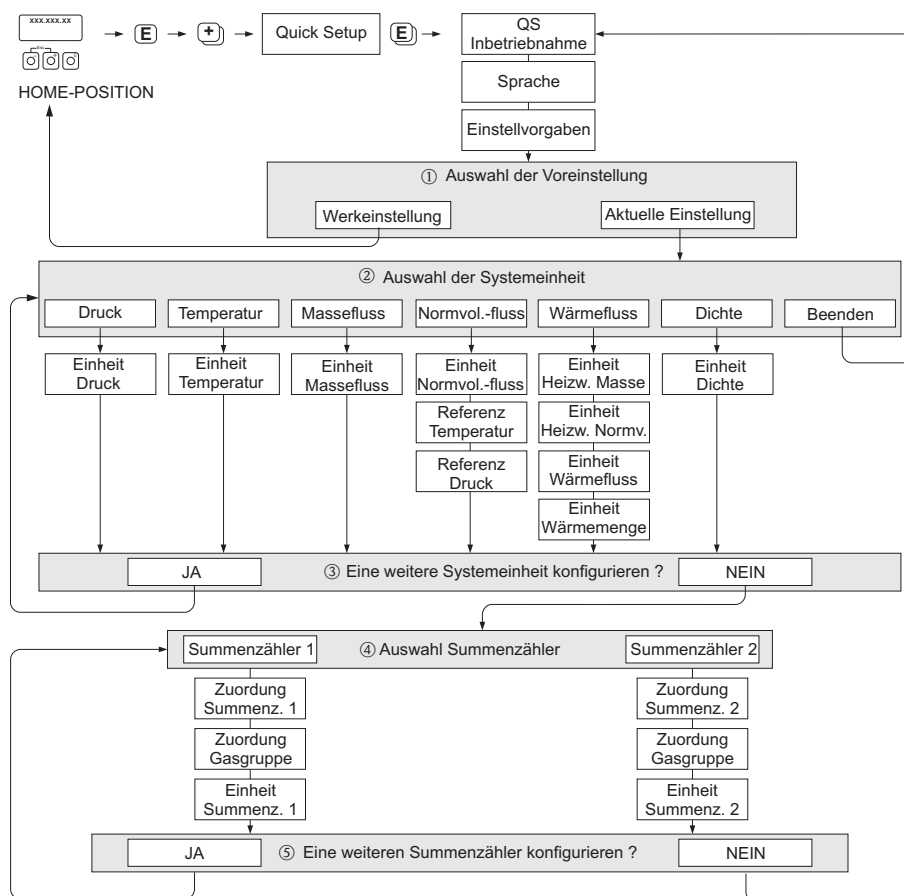 xxx.xxx.xx
Esc
E
+
Quick Setup
E
QS
Inbetriebnahme
HOME-POSITION
Sprache
Einstellvorgaben
① Auswahl der Voreinstellung
Werkeinstellung
Aktuelle Einstellung
② Auswahl der Systemeinheit
Druck
Temperatur
Massefluss
Normvol.-fluss
Wärmefluss
Dichte
Beenden
Einheit
Druck
Einheit
Temperatur
Einheit
Massefluss
Einheit
Normvol.-fluss
Referenz
Temperatur
Referenz
Druck
Einheit
Heizw. Masse
Einheit
Heizw. Normv.
Einheit
Wärmefluss
Einheit
Wärmemenge
Einheit
Dichte
JA
③ Eine weitere Systemeinheit konfigurieren ?
NEIN
Summenzähler 1
④ Auswahl Summenzähler
Summenzähler 2
Zuordung
Summenz. 1
Zuordung
Gasgruppe
Einheit
Summenz. 1
Zuordung
Summenz. 2
Zuordung
Gasgruppe
Einheit
Summenz. 2
JA
⑤ Eine weiteren Summenzähler konfigurieren ?
NEIN